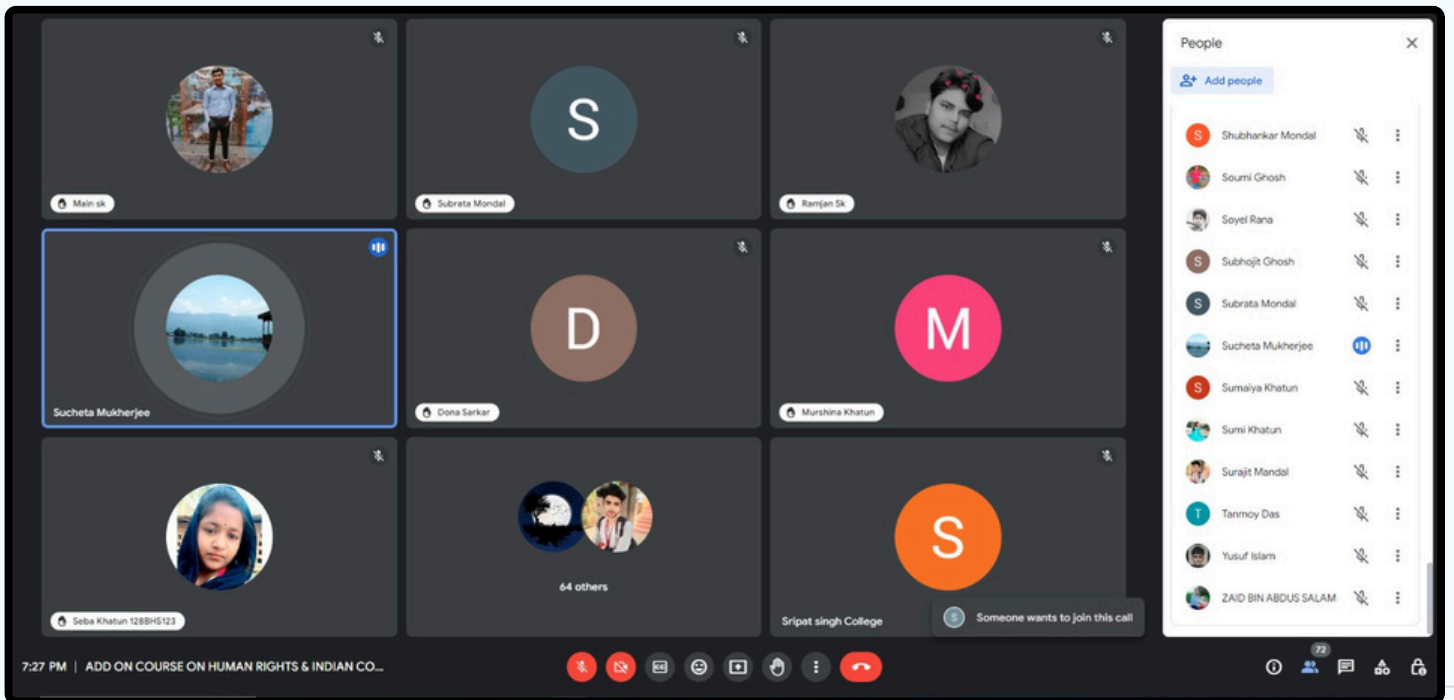 S
Main sk
Subrata Mondal
Ramjan Sk
D
M
Sucheta Mukherjee
Dona Sarkar
Murshina Khatun
64 others
S
Seba Khatun 128BHS123
Sripat singh College
S
Someone wants to join this call
7:27 PM | ADD ON COURSE ON HUMAN RIGHTS & INDIAN CO...
People
Add people
S Shubhankar Mondal
Soumi Ghosh
Soyel Rana
S Subhojit Ghosh
S Subrata Mondal
Sucheta Mukherjee
S Sumaiya Khatun
Sumi Khatun
Surajit Mandal
T Tanmoy Das
Yusuf Islam
ZAID BIN ABDUS SALAM
72